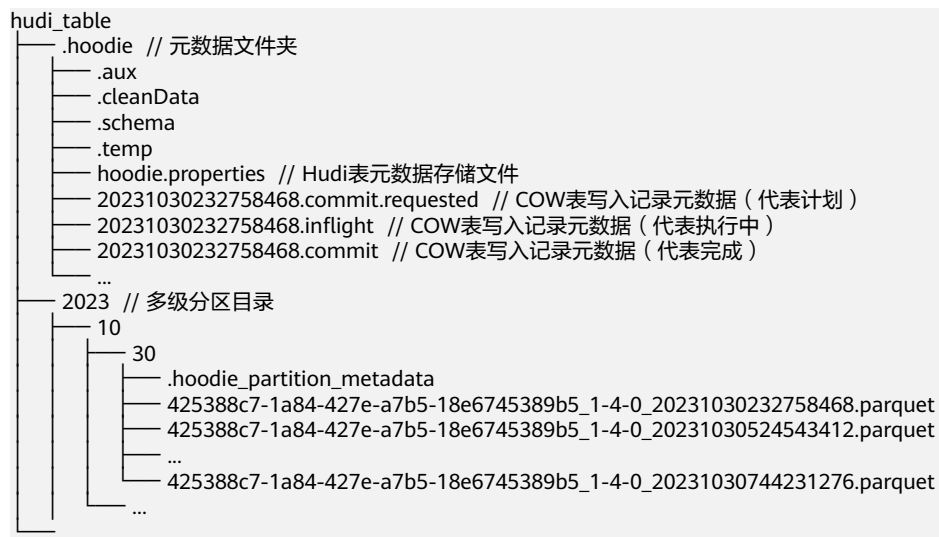 hudi_table
.hoodie // 元数据文件夹
.aux
.cleanData
.schema
.temp
hoodie.properties // Hudi表元数据存储文件
20231030232758468.commit.requested // COW表写入记录元数据（代表计划）
20231030232758468.inflight // COW表写入记录元数据（代表执行中）
20231030232758468.commit // COW表写入记录元数据（代表完成）
...
2023 // 多级分区目录
10
30
.hoodie_partition_metadata
425388c7-1a84-427e-a7b5-18e6745389b5_1-4-0_20231030232758468.parquet
425388c7-1a84-427e-a7b5-18e6745389b5_1-4-0_20231030524543412.parquet
...
425388c7-1a84-427e-a7b5-18e6745389b5_1-4-0_20231030744231276.parquet
...